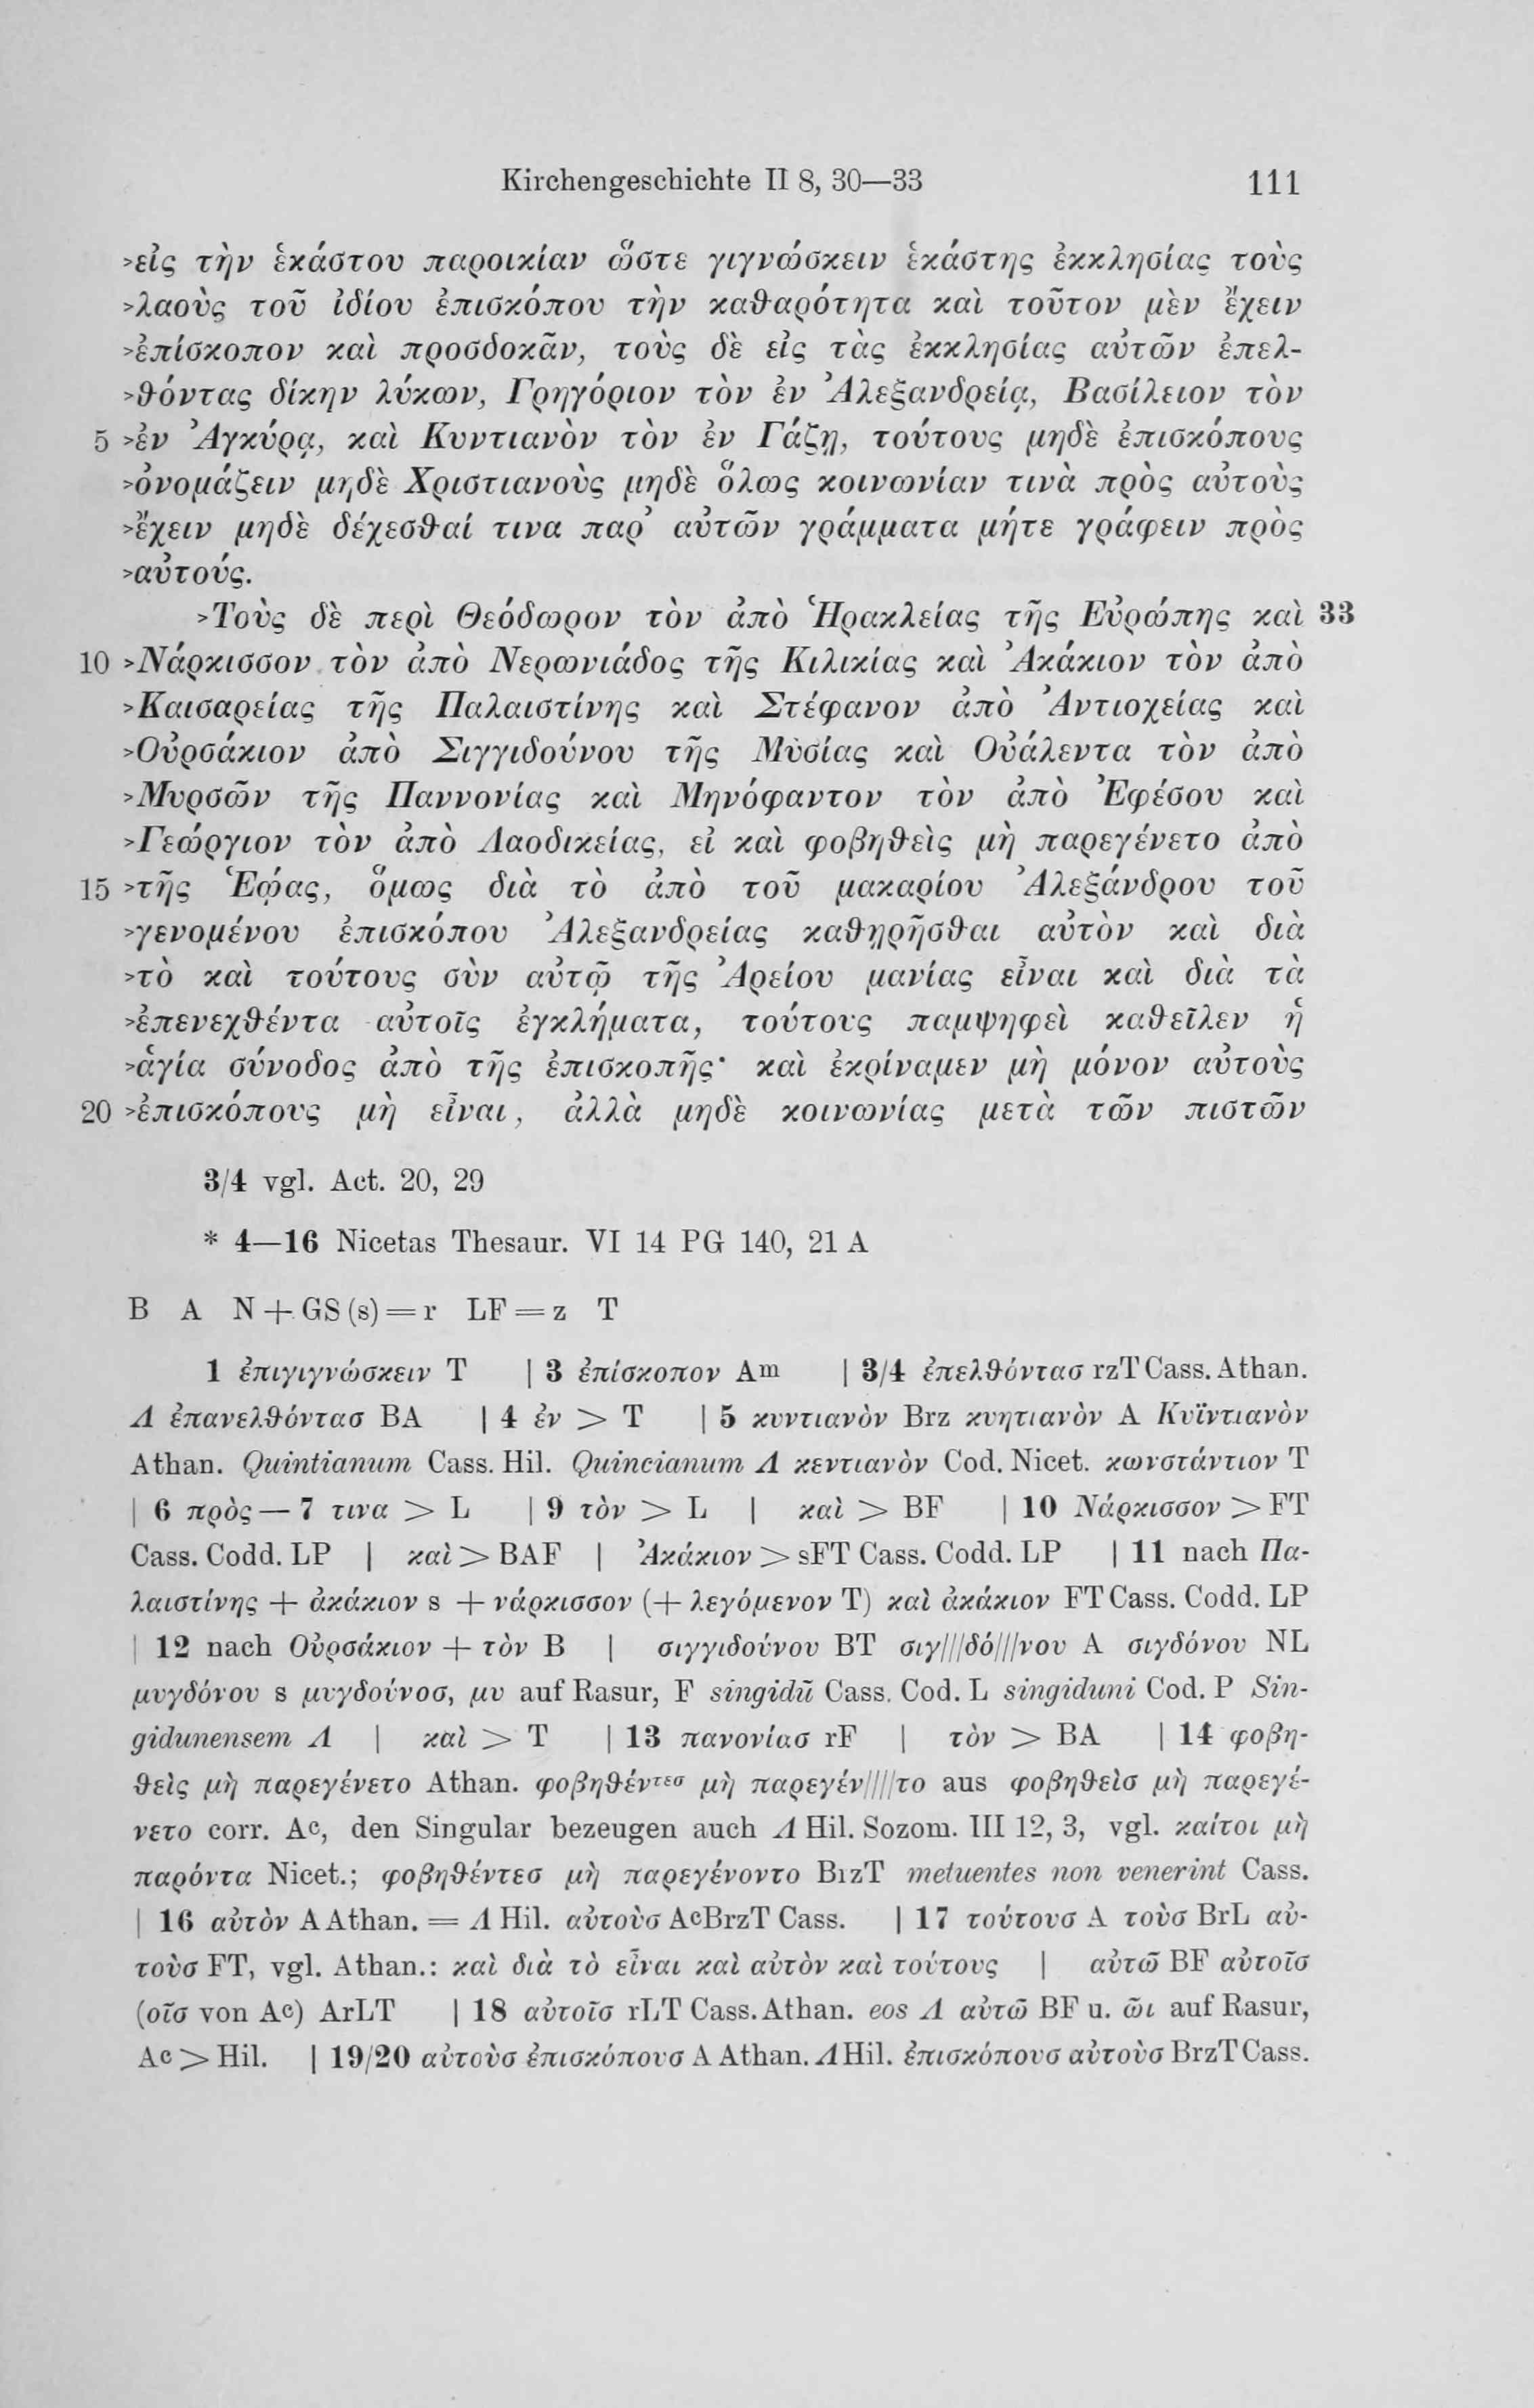 Kirchengeschichte II 8, 30—33 111
>εἰς τὴν ἑκάστου παροικίαν ὥστε γιγνώσκειν ἑκάστης ἐκκλησίας τοὺς
>λαοὺς τοῦ ἰδίου ἐπισκόπου τὴν καθαρότητα καὶ τοῦτον μὲν ἔχειν
>ἐπίσκοπον καὶ προσδοκᾶν, τοὺς δὲ εἰς τὰς ἐκκλησίας αὐτῶν ἐπελ-
>θόντας δίκην λύκων, Γρηγόριον τὸν ἐν Ἀλεξανδρείᾳ, Βασίλειον τὸν
5 >ἐν Ἀγκύρᾳ, καὶ Κυντιανὸν τὸν ἐν Γάζῃ, τούτους μηδὲ ἐπισκόπους
>ὀνομάζειν μηδὲ Χριστιανοὺς μηδὲ ὅλως κοινωνίαν τινὰ πρὸς αὐτοὺς
>ἔχειν μηδὲ δέχεσθαί τινα παρ᾽ αὐτῶν γράμματα μήτε γράφειν πρὸς
>αὐτούς.
>Τοὺς δὲ περὶ Θεόδωρον τὸν ἀπὸ Ἡρακλείας τῆς Εὐρώπης καὶ 33
10 >Νάρκισσον τὸν ἀπὸ Νερωνιάδος τῆς Κιλικίας καὶ Ἀκάκιον τὸν ἀπὸ
>Καισαρείας τῆς Παλαιστίνης καὶ Στέφανον ἀπὸ Ἀντιοχείας καὶ
>Οὐρσάκιον ἀπὸ Σιγγιδούνου τῆς Μυσίας καὶ Οὐάλεντα τὸν ἀπὸ
>Μυρσῶν τῆς Παννονίας καὶ Μηνόφαντον τὸν ἀπὸ Ἐφέσου καὶ
>Γεώργιον τὸν ἀπὸ Λαοδικείας, εἰ καὶ φοβηθεὶς μὴ παρεγένετο ἀπὸ
15 >τῆς Ἑῴας, ὅμως διὰ τὸ ἀπὸ τοῦ μακαρίου Ἀλεξάνδρου τοῦ
>γενομένου ἐπισκόπου Ἀλεξανδρείας καθῃρῆσθαι αὐτὸν καὶ διὰ
>τὸ καὶ τούτους σὺν αὐτῷ τῆς Ἀρείου μανίας εἶναι καὶ διὰ τὰ
>ἐπενεχθέντα αὐτοῖς ἐγκλήματα, τούτους παμψηφεὶ καθεῖλεν ἡ
>ἁγία σύνοδος ἀπὸ τῆς ἐπισκοπῆς· καὶ ἐκρίναμεν μὴ μόνον αὐτοὺς
20 >ἐπισκόπους μὴ εἶναι, ἀλλὰ μηδὲ κοινωνίας μετὰ τῶν πιστῶν
3/4 vgl. Act. 20, 29
* 4—16 Nicetas Thesaur. VI 14 PG 140, 21 A
B A N + GS (s) = r LF = z T
1 ἐπιγιγνώσκειν T | 3 ἐπίσκοπον Aᵐ | 3/4 ἐπελθόντασ rzT Cass. Athan.
Λ ἐπανελθόντασ BA | 4 ἐν > T | 5 κυντιανὸν Brz κυητιανὸν A Κυϊντιανὸν
Athan. Quintianum Cass. Hil. Quincianum Λ κεντιανὸν Cod. Nicet. κωνστάντιον T
| 6 πρὸς — 7 τινα > L | 9 τὸν > L | καὶ > BF | 10 Νάρκισσον > FT
Cass. Codd. LP | καὶ > BAF | Ἀκάκιον > sFT Cass. Codd. LP | 11 nach Πα-
λαιστίνης + ἀκάκιον s + νάρκισσον (+ λεγόμενον T) καὶ ἀκάκιον FT Cass. Codd. LP
| 12 nach Οὐρσάκιον + τὸν B | σιγγιδούνου BT σιγ///δό///νου A σιγδόνου NL
μυγδόνου s μυγδούνοσ, μυ auf Rasur, F singidū Cass. Cod. L singiduni Cod. P Sin-
gidunensem Λ | καὶ > T | 13 πανονίασ rF | τὸν > BA | 14 φοβη-
θεὶς μὴ παρεγένετο Athan. φοβηθέντεσ μὴ παρεγέν////το aus φοβηθεὶσ μὴ παρεγέ-
νετο corr. Aᶜ, den Singular bezeugen auch Λ Hil. Sozom. III 12, 3, vgl. καίτοι μὴ
παρόντα Nicet.; φοβηθέντεσ μὴ παρεγένοντο BrzT metuentes non venerint Cass.
| 16 αὐτὸν A Athan. = Λ Hil. αὐτοὺσ AᶜBrzT Cass. | 17 τούτουσ A τοὺσ BrL αὐ-
τοὺσ FT, vgl. Athan.: καὶ διὰ τὸ εἶναι καὶ αὐτὸν καὶ τούτους | αὐτῶ BF αὐτοῖσ
(οῖσ von Aᶜ) ArLT | 18 αὐτοῖσ rLT Cass. Athan. eos Λ αὐτῶ BF u. ῶι auf Rasur,
Aᶜ > Hil. | 19/20 αὐτοὺσ ἐπισκόπουσ A Athan. Λ Hil. ἐπισκόπουσ αὐτοὺσ BrzT Cass.